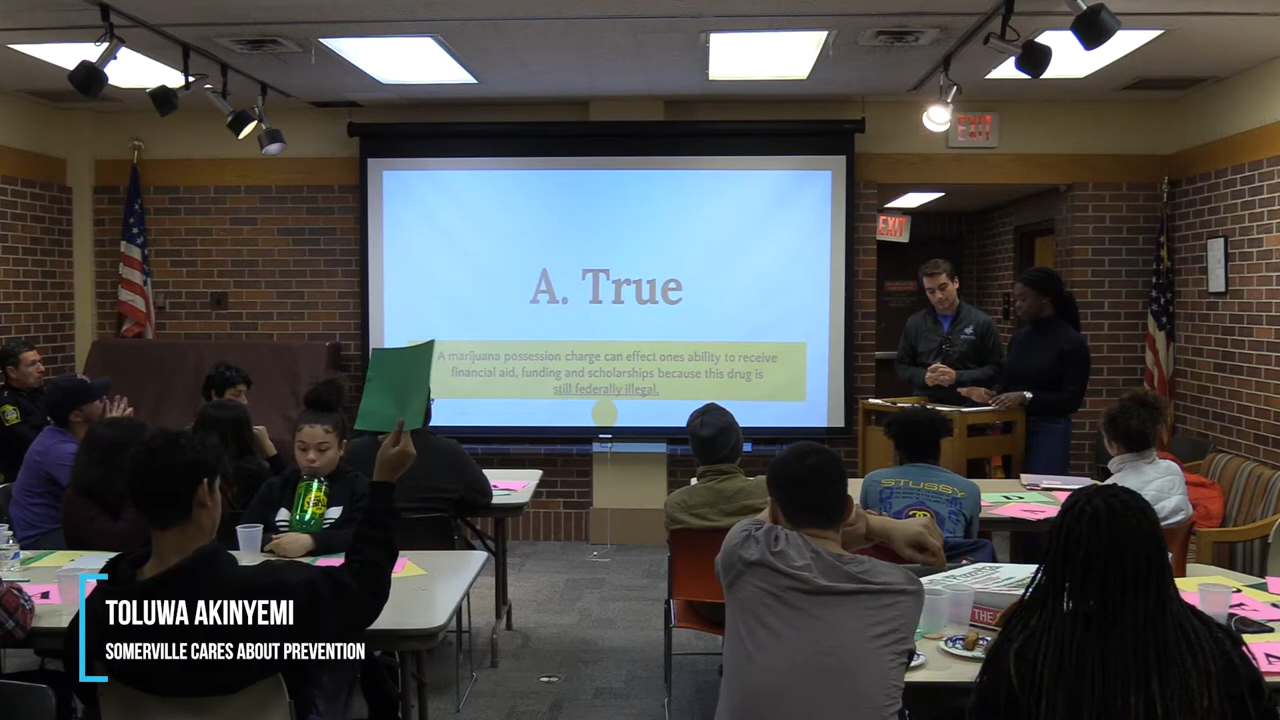 EXIT
EXIT
A. True
A marijuana possession charge can effect ones ability to receive
financial aid, funding and scholarships because this drug is
still federally illegal.
STUSSY
D
TOLUWA AKINYEMI
SOMERVILLE CARES ABOUT PREVENTION